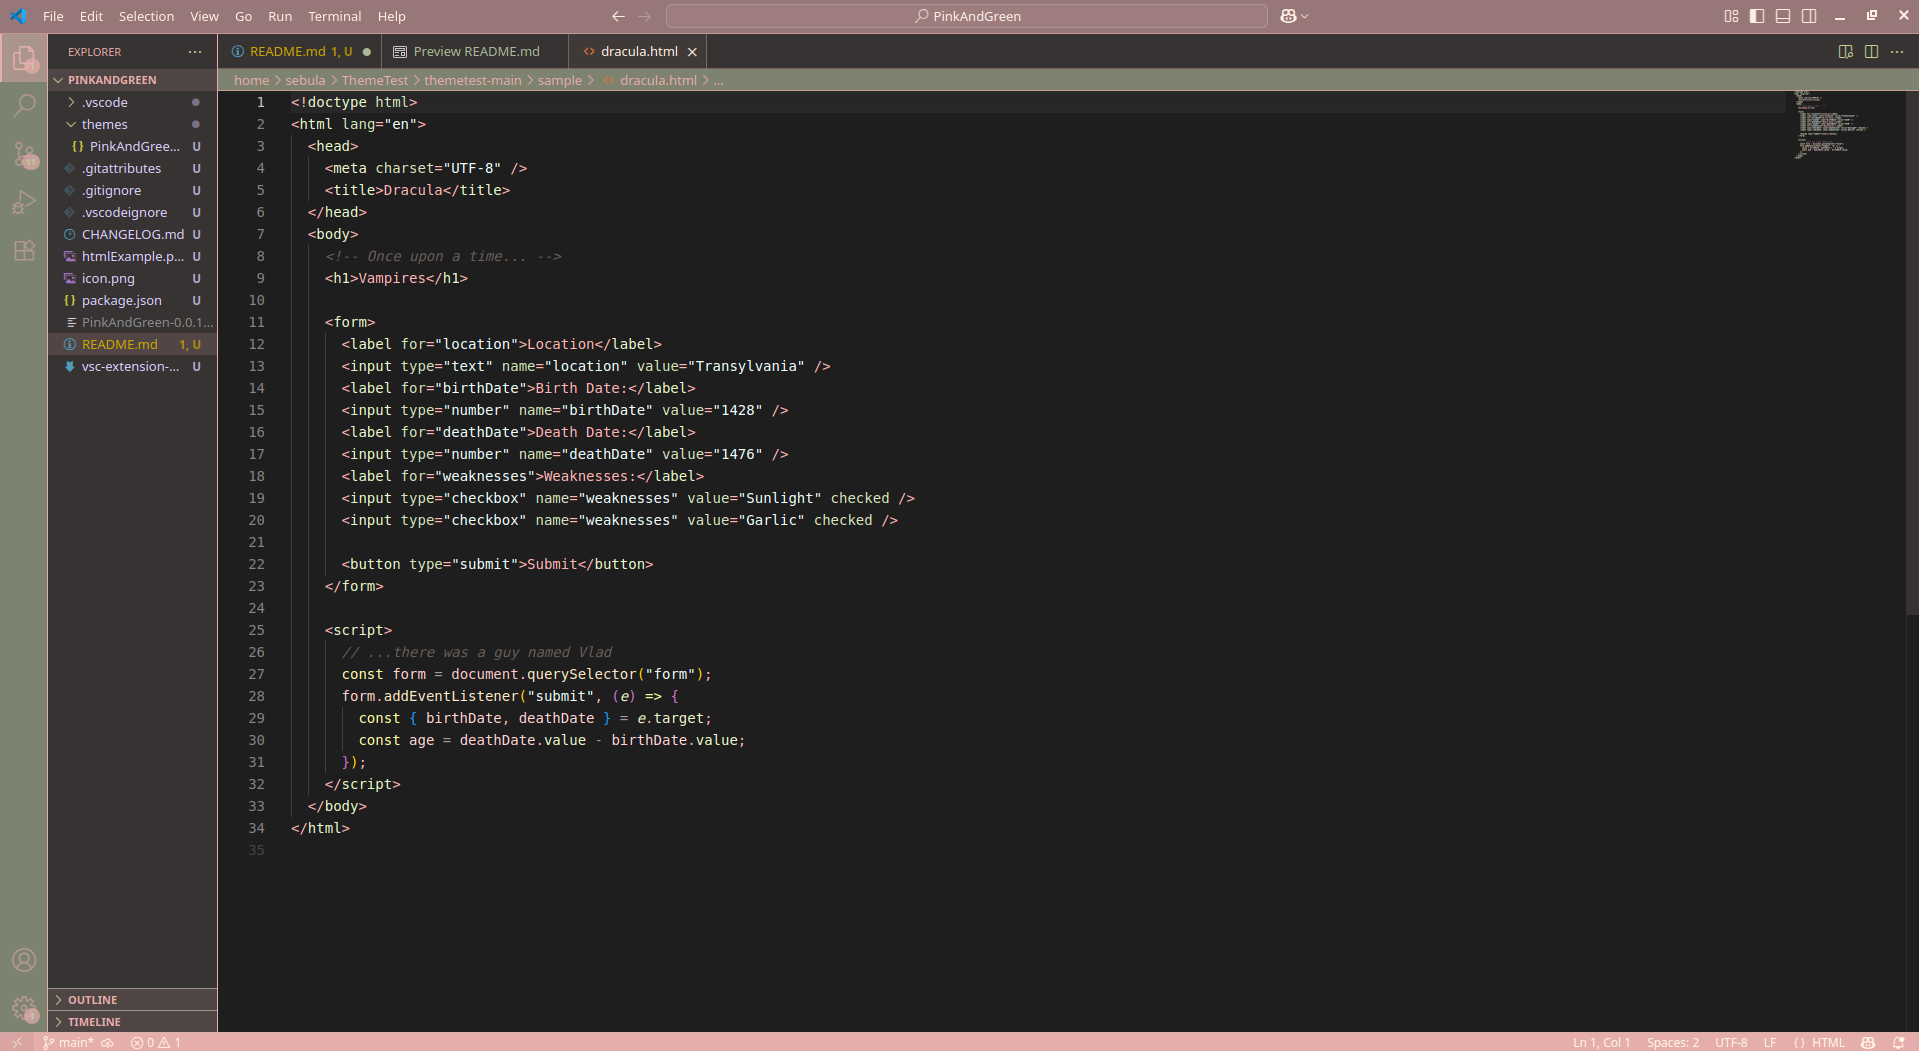 File Edit Selection View Go Run Terminal Help
PinkAndGreen
EXPLORER
README.md 1, U
Preview README.md
dracula.html
PINKANDGREEN
home > sebula > ThemeTest > themetest-main > sample > dracula.html > ...
.vscode
themes
PinkAndGree... U
.gitattributes U
.gitignore U
.vscodeignore U
CHANGELOG.md U
htmlExample.p... U
icon.png U
package.json U
PinkAndGreen-0.0.1...
README.md 1, U
vsc-extension-... U
OUTLINE
TIMELINE
1 <!doctype html>
2 <html lang="en">
3 <head>
4 <meta charset="UTF-8" />
5 <title>Dracula</title>
6 </head>
7 <body>
8 <!-- Once upon a time... -->
9 <h1>Vampires</h1>
10
11 <form>
12 <label for="location">Location</label>
13 <input type="text" name="location" value="Transylvania" />
14 <label for="birthDate">Birth Date:</label>
15 <input type="number" name="birthDate" value="1428" />
16 <label for="deathDate">Death Date:</label>
17 <input type="number" name="deathDate" value="1476" />
18 <label for="weaknesses">Weaknesses:</label>
19 <input type="checkbox" name="weaknesses" value="Sunlight" checked />
20 <input type="checkbox" name="weaknesses" value="Garlic" checked />
21
22 <button type="submit">Submit</button>
23 </form>
24
25 <script>
26 // ...there was a guy named Vlad
27 const form = document.querySelector("form");
28 form.addEventListener("submit", (e) => {
29 const { birthDate, deathDate } = e.target;
30 const age = deathDate.value - birthDate.value;
31 });
32 </script>
33 </body>
34 </html>
35
main* 0 1
Ln 1, Col 1 Spaces: 2 UTF-8 LF {} HTML